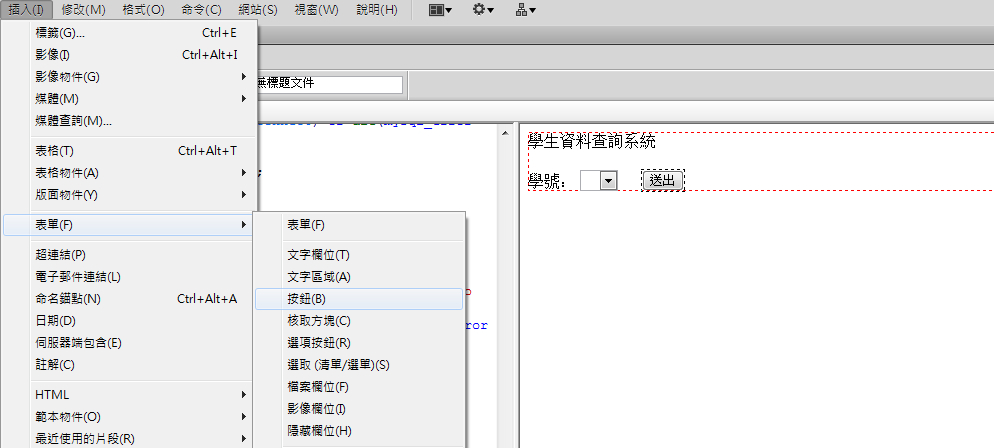 插入(I) 修改(M) 格式(O) 命令(C) 網站(S) 視窗(W) 說明(H)
標籤(G)... Ctrl+E
影像(I) Ctrl+Alt+I
影像物件(G)
媒體(M)
媒體查詢(M)...
表格(T) Ctrl+Alt+T
表格物件(A)
版面物件(Y)
表單(F)
超連結(P)
電子郵件連結(L)
命名錨點(N) Ctrl+Alt+A
日期(D)
伺服器端包含(E)
註解(C)
HTML
範本物件(O)
最近使用的片段(R)
表單(F)
文字欄位(T)
文字區域(A)
按鈕(B)
核取方塊(C)
選項按鈕(R)
選取 (清單/選單)(S)
檔案欄位(F)
影像欄位(I)
隱藏欄位(H)
無標題文件
;
ror
學生資料查詢系統
學號： 送出